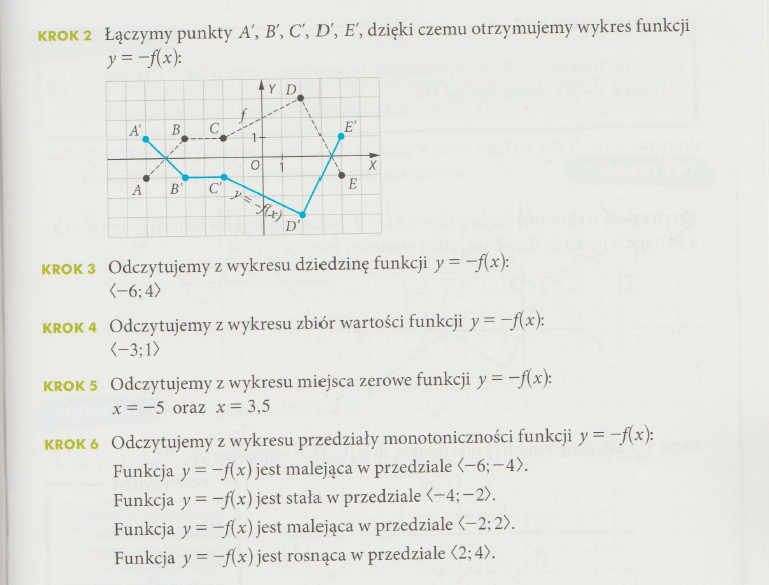 KROK 2 Łączymy punkty A′, B′, C′, D′, E′, dzięki czemu otrzymujemy wykres funkcji
y = −f(x):
Y D
A′ B C f 1 E′
O 1 X
A B′ C′ y = −f(x) E
D′
KROK 3 Odczytujemy z wykresu dziedzinę funkcji y = −f(x):
⟨−6; 4⟩
KROK 4 Odczytujemy z wykresu zbiór wartości funkcji y = −f(x):
⟨−3; 1⟩
KROK 5 Odczytujemy z wykresu miejsca zerowe funkcji y = −f(x):
x = −5 oraz x = 3,5
KROK 6 Odczytujemy z wykresu przedziały monotoniczności funkcji y = −f(x):
Funkcja y = −f(x) jest malejąca w przedziale ⟨−6; −4⟩.
Funkcja y = −f(x) jest stała w przedziale ⟨−4; −2⟩.
Funkcja y = −f(x) jest malejąca w przedziale ⟨−2; 2⟩.
Funkcja y = −f(x) jest rosnąca w przedziale ⟨2; 4⟩.